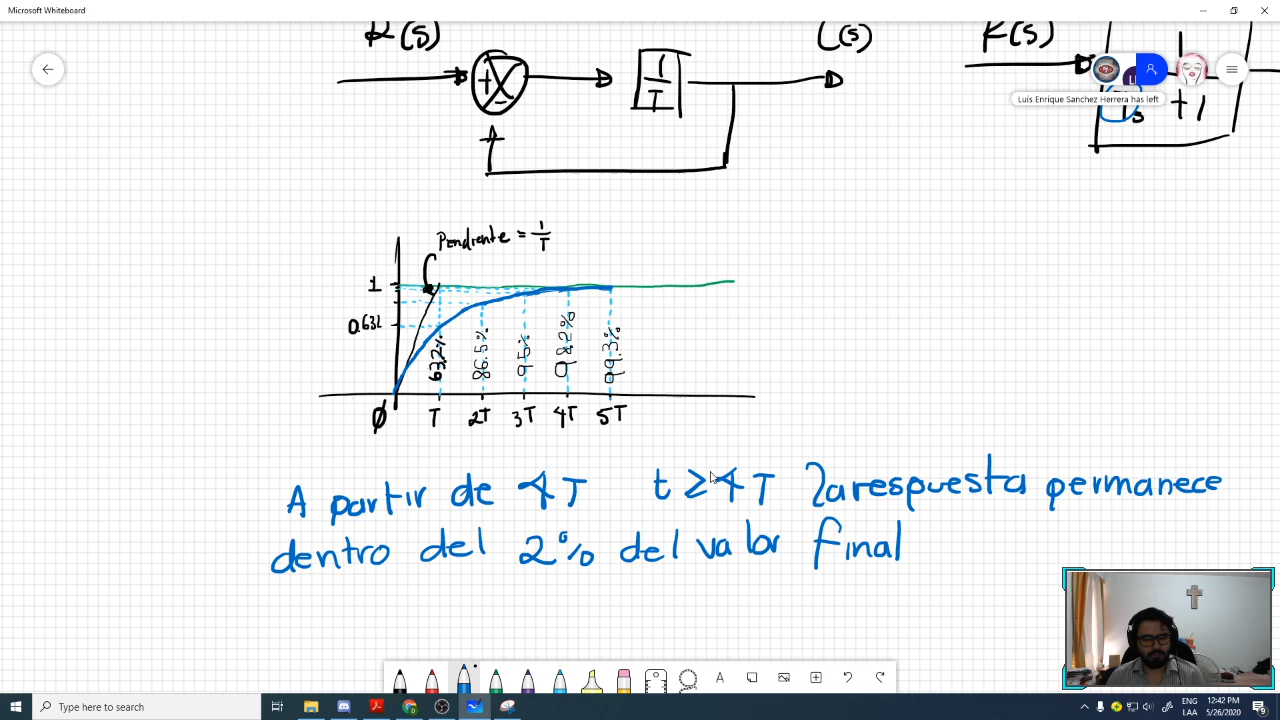 Microsoft Whiteboard
R(s)
C(s)
R(s)
+
-
1
T
1
Ts +1
Luis Enrique Sanchez Herrera has left
Pendiente = 1/T
1
0.632
63.2%
86.5%
95%
98.2%
99.3%
0
T 2T 3T 4T 5T
A partir de 4T t ≥ 4T La respuesta permanece
dentro del 2% del valor final
Type here to search
ENG
LAA
12:42 PM
5/26/2020